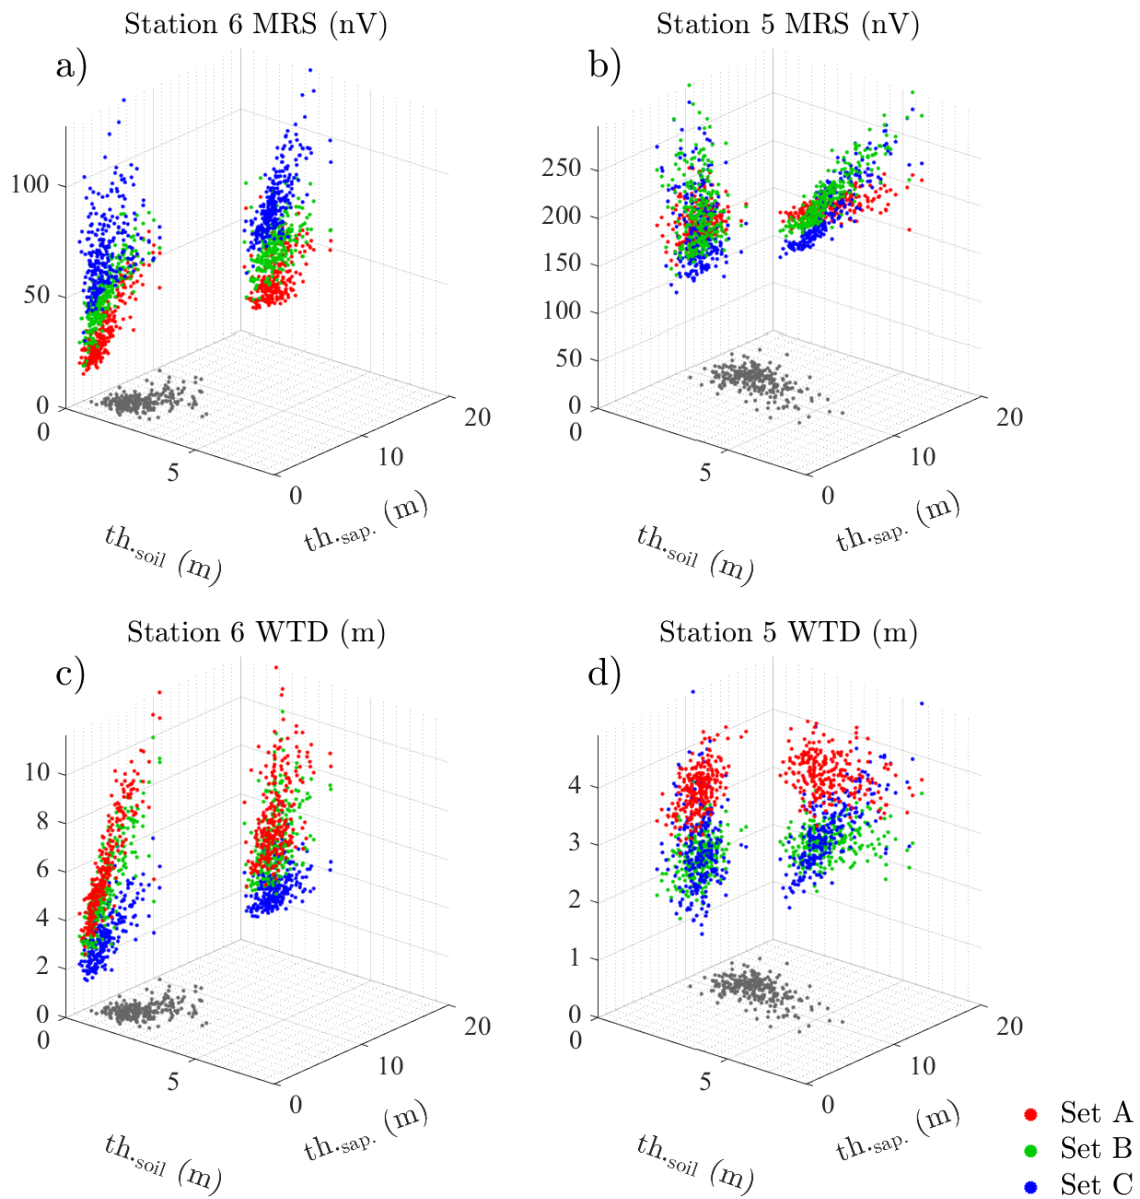 Station 6 MRS (nV)
Station 5 MRS (nV)
a)
b)
100
50
0
0
5
0
10
20
th.soil (m)
th.sap. (m)
250
200
150
100
50
0
0
5
0
10
20
th.soil (m)
th.sap. (m)
Station 6 WTD (m)
Station 5 WTD (m)
c)
d)
10
8
6
4
2
0
0
5
0
10
20
th.soil (m)
th.sap. (m)
4
3
2
1
0
0
5
0
10
20
th.soil (m)
th.sap. (m)
Set A
Set B
Set C